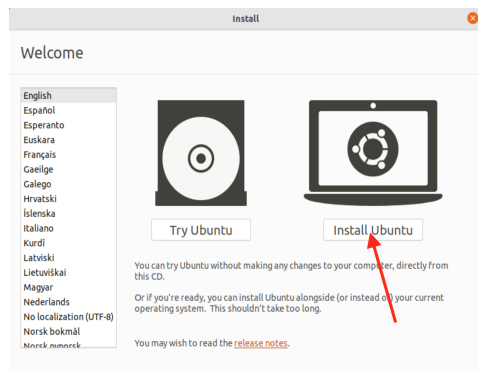 Install
Welcome
English
Español
Esperanto
Euskara
Français
Gaeilge
Galego
Hrvatski
Íslenska
Italiano
Kurdî
Latviski
Lietuviškai
Magyar
Nederlands
No localization (UTF-8)
Norsk bokmål
Norsk nynorsk
Try Ubuntu
Install Ubuntu
You can try Ubuntu without making any changes to your computer, directly from
this CD.
Or if you're ready, you can install Ubuntu alongside (or instead of) your current
operating system. This shouldn't take too long.
You may wish to read the release notes.